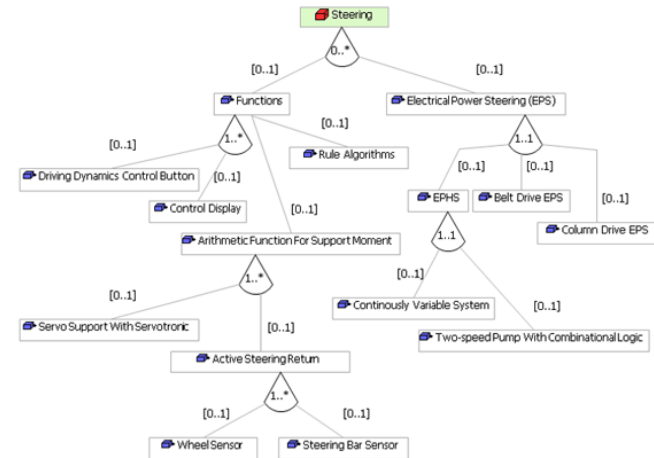 Steering
0..*
[0..1]
[0..1]
Functions
Electrical Power Steering (EPS)
[0..1]
[0..1]
1..*
1..1
Rule Algorithms
[0..1]
[0..1]
[0..1]
Driving Dynamics Control Button
[0..1]
EPHS
Belt Drive EPS
[0..1]
Control Display
[0..1]
Column Drive EPS
Arithmetic Function For Support Moment
1..1
1..*
[0..1]
[0..1]
Continously Variable System
[0..1]
Servo Support With Servotronic
[0..1]
Two-speed Pump With Combinational Logic
Active Steering Return
1..*
[0..1]
[0..1]
Wheel Sensor
Steering Bar Sensor